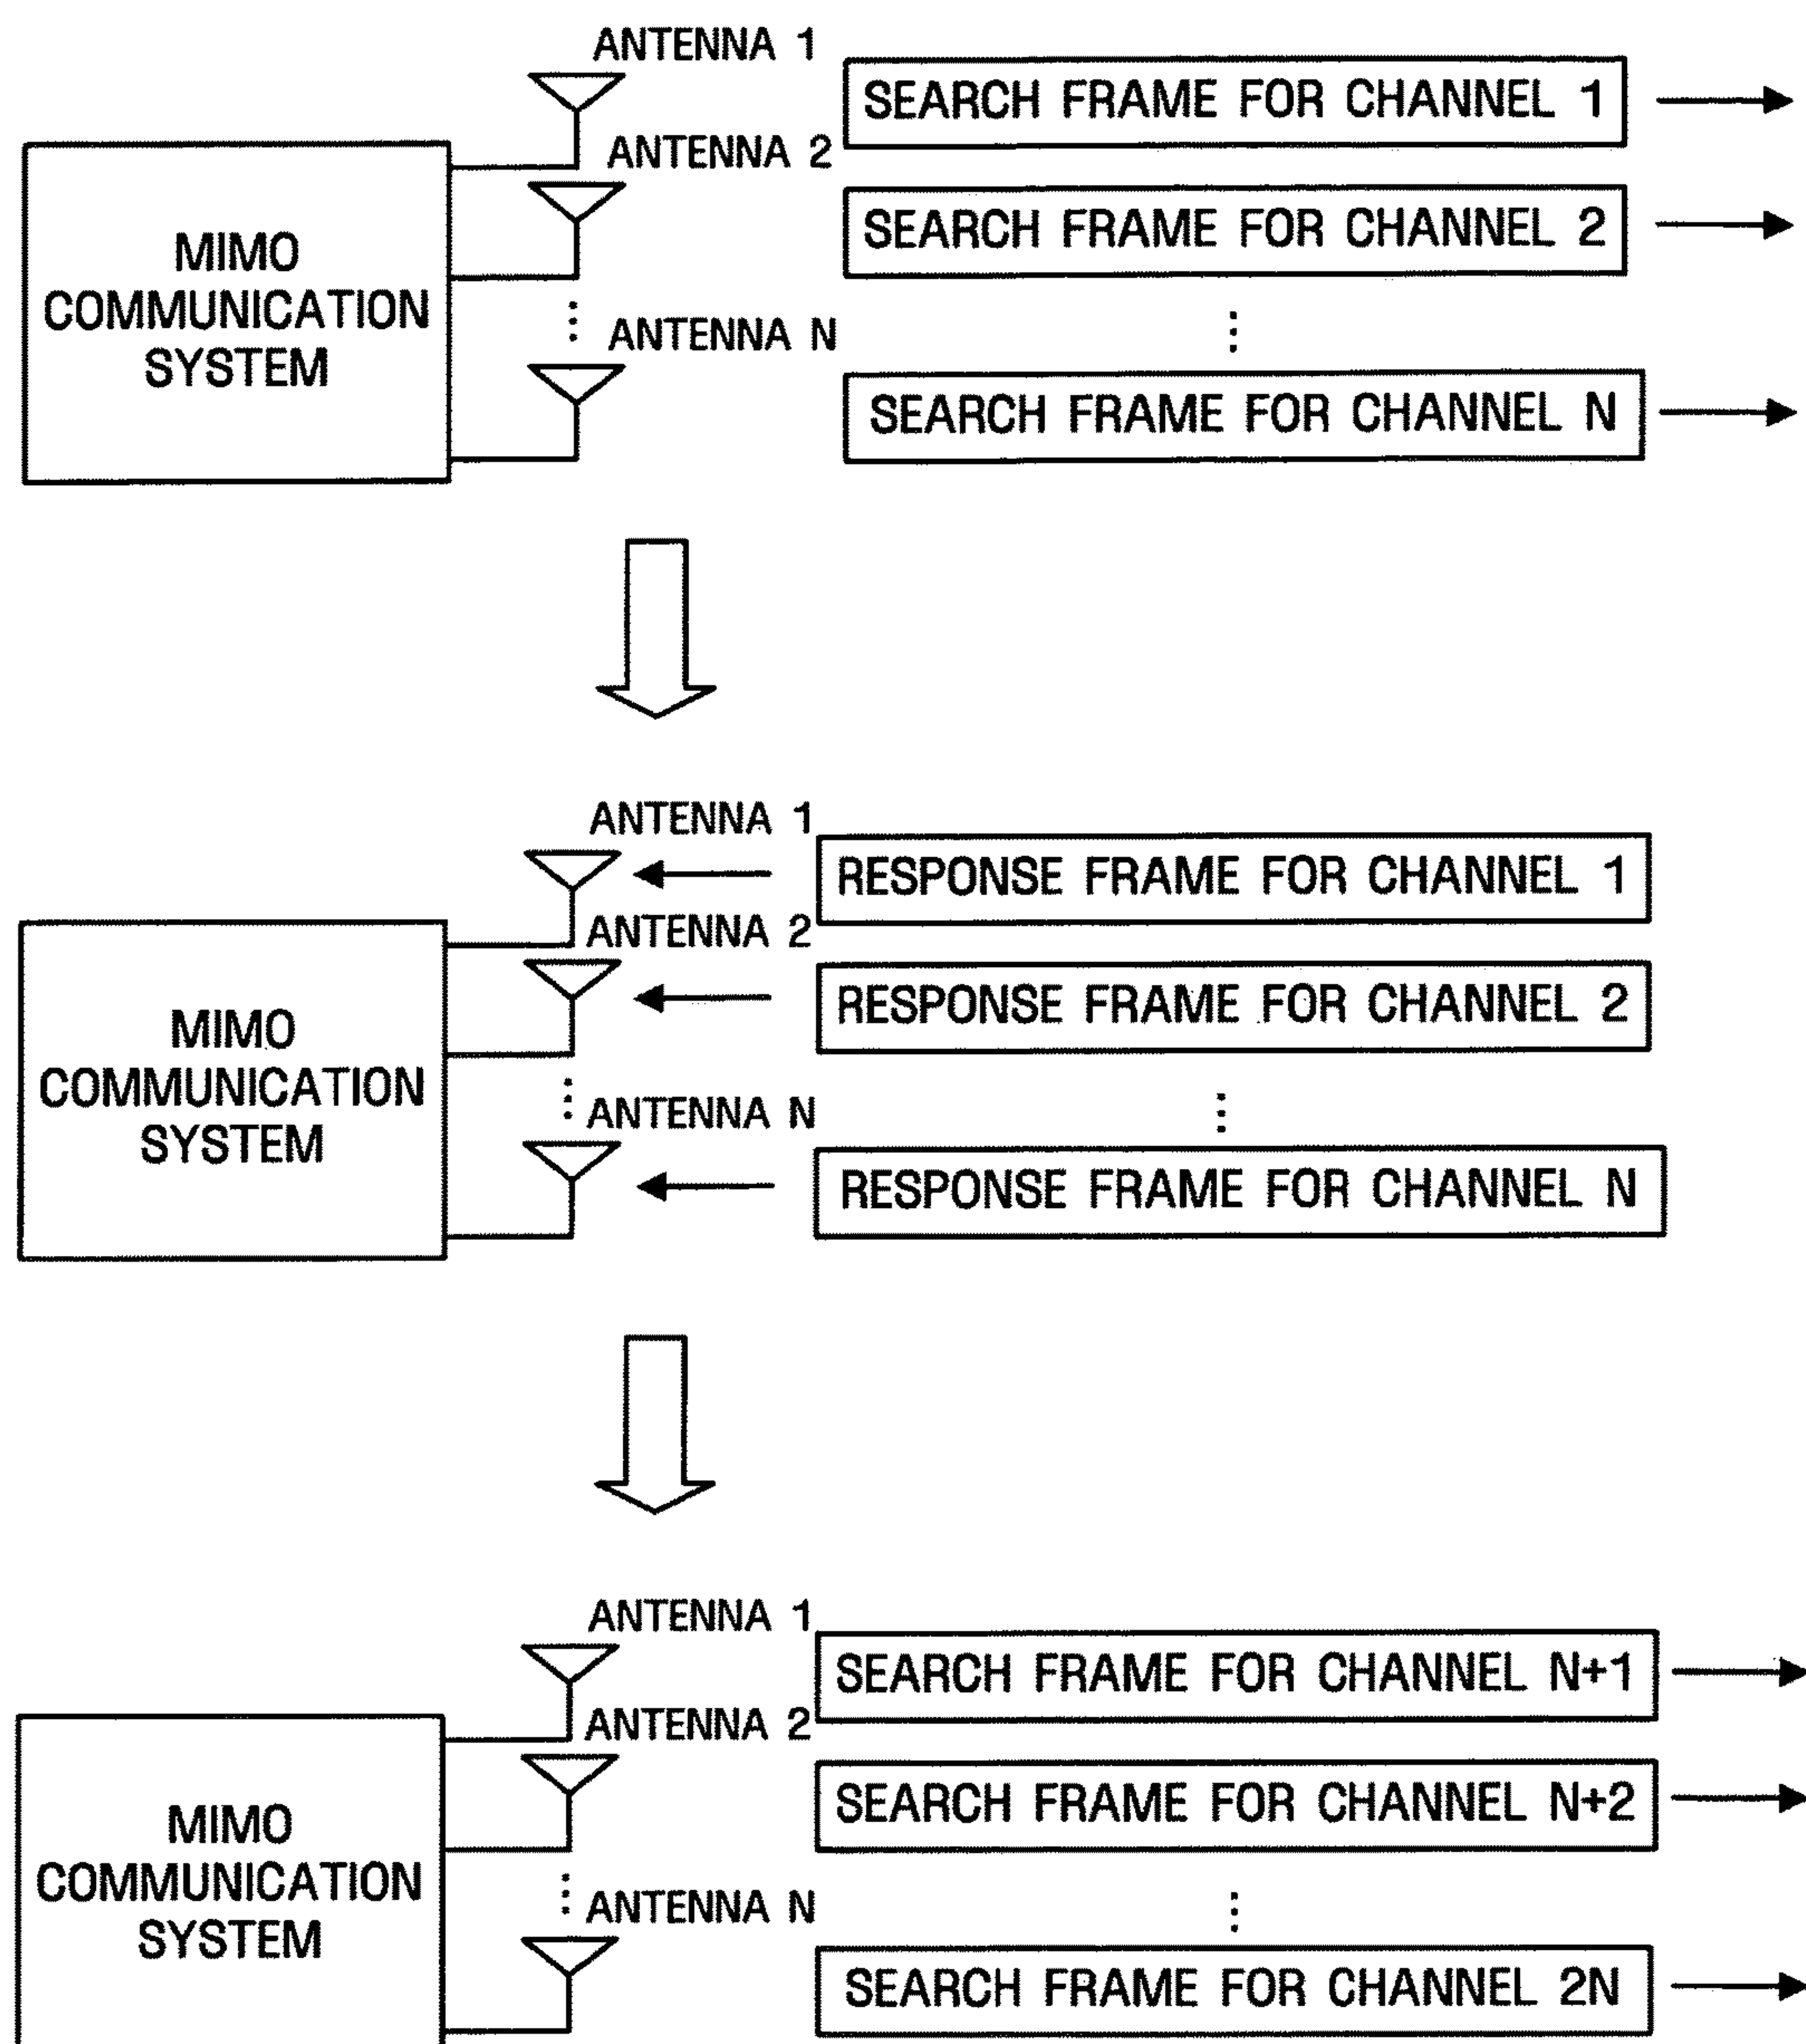 ANTENNA 1
SEARCH FRAME FOR CHANNEL 1
ANTENNA 2
SEARCH FRAME FOR CHANNEL 2
MIMO
COMMUNICATION
SYSTEM
ANTENNA N
SEARCH FRAME FOR CHANNEL N
ANTENNA 1
RESPONSE FRAME FOR CHANNEL 1
ANTENNA 2
RESPONSE FRAME FOR CHANNEL 2
MIMO
COMMUNICATION
SYSTEM
ANTENNA N
RESPONSE FRAME FOR CHANNEL N
ANTENNA 1
SEARCH FRAME FOR CHANNEL N+1
ANTENNA 2
SEARCH FRAME FOR CHANNEL N+2
MIMO
COMMUNICATION
SYSTEM
ANTENNA N
SEARCH FRAME FOR CHANNEL 2N